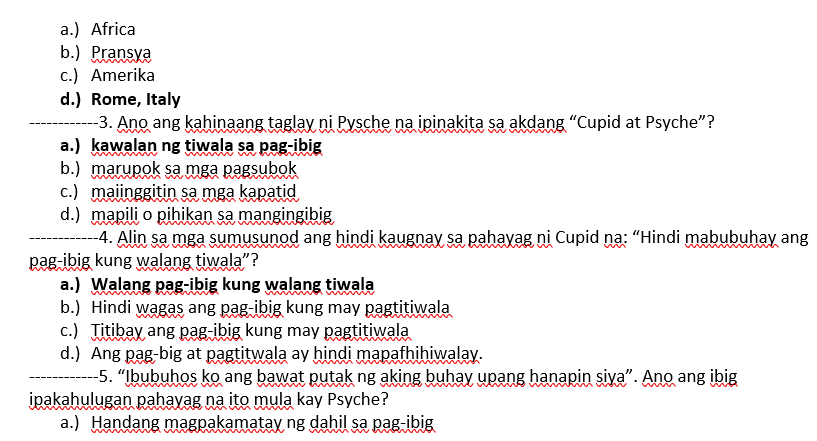 a.) Africa
b.) Pransya
c.) Amerika
d.) Rome, Italy
------------3. Ano ang kahinaang taglay ni Pysche na ipinakita sa akdang “Cupid at Psyche”?
a.) kawalan ng tiwala sa pag-ibig
b.) marupok sa mga pagsubok
c.) maiinggitin sa mga kapatid
d.) mapili o pihikan sa mangingibig
------------4. Alin sa mga sumusunod ang hindi kaugnay sa pahayag ni Cupid na: “Hindi mabubuhay ang
pag-ibig kung walang tiwala”?
a.) Walang pag-ibig kung walang tiwala
b.) Hindi wagas ang pag-ibig kung may pagtitiwala
c.) Titibay ang pag-ibig kung may pagtitiwala
d.) Ang pag-big at pagtitwala ay hindi mapafhihiwalay.
------------5. “Ibubuhos ko ang bawat putak ng aking buhay upang hanapin siya”. Ano ang ibig
ipakahulugan pahayag na ito mula kay Psyche?
a.) Handang magpakamatay ng dahil sa pag-ibig